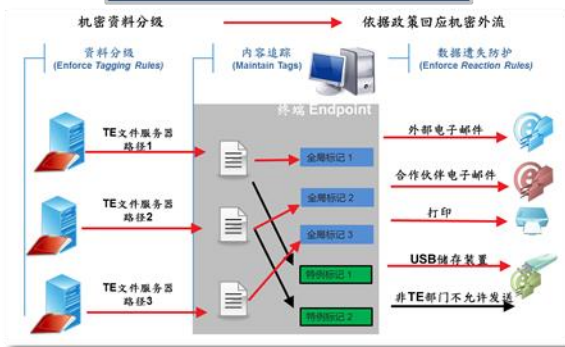 机密资料分级
依据政策回应机密外流
资料分级
(Enforce Tagging Rules)
内容追踪
(Maintain Tags)
数据遗失防护
(Enforce Reaction Rules)
终端 Endpoint
TE文件服务器
路径1
TE文件服务器
路径2
TE文件服务器
路径3
全局标记 1
全局标记 2
全局标记 3
特例标记 1
特例标记 2
外部电子邮件
合作伙伴电子邮件
打印
USB储存装置
非TE部门不允许发送